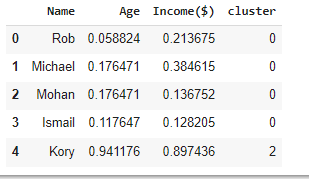 Name Age Income($) cluster
0 Rob 0.058824 0.213675 0
1 Michael 0.176471 0.384615 0
2 Mohan 0.176471 0.136752 0
3 Ismail 0.117647 0.128205 0
4 Kory 0.941176 0.897436 2